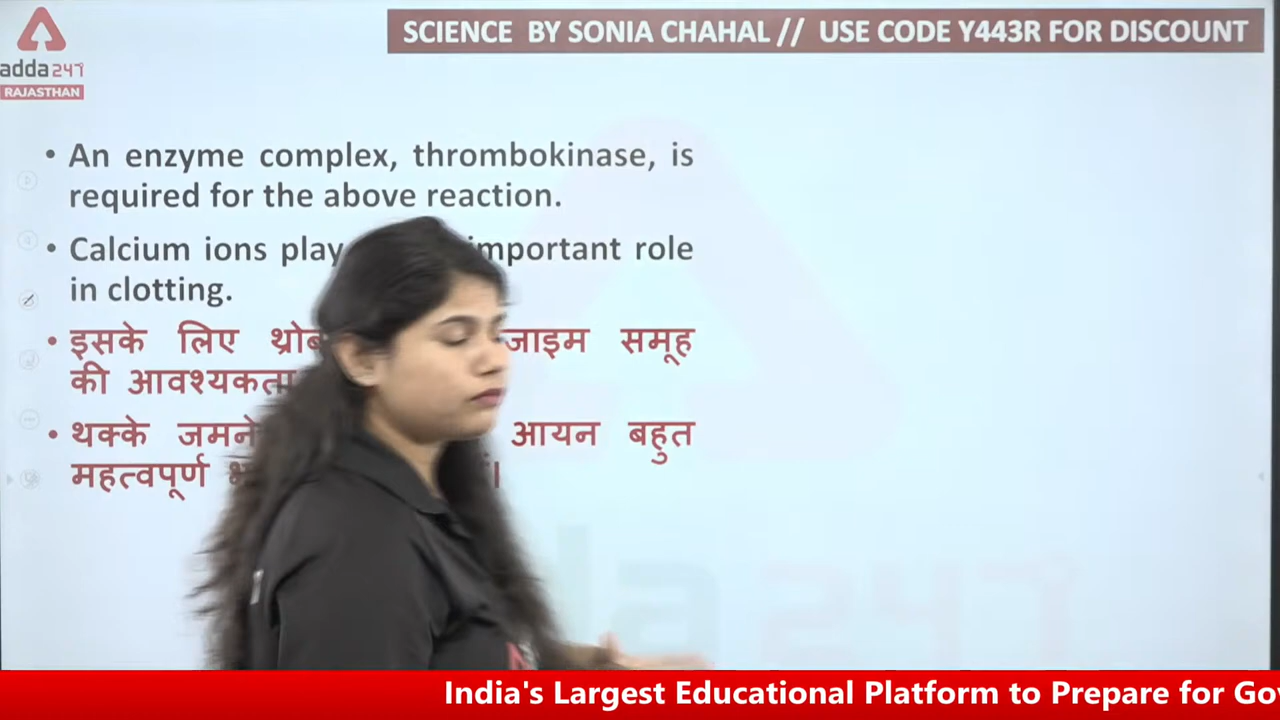 SCIENCE BY SONIA CHAHAL // USE CODE Y443R FOR DISCOUNT
adda247
RAJASTHAN
• An enzyme complex, thrombokinase, is
required for the above reaction.
• Calcium ions play important role
in clotting.
• इसके लिए समूह
की आवश्यकता
• थक्के जमने आयन बहुत
महत्वपूर्ण
adda247
India's Largest Educational Platform to Prepare for